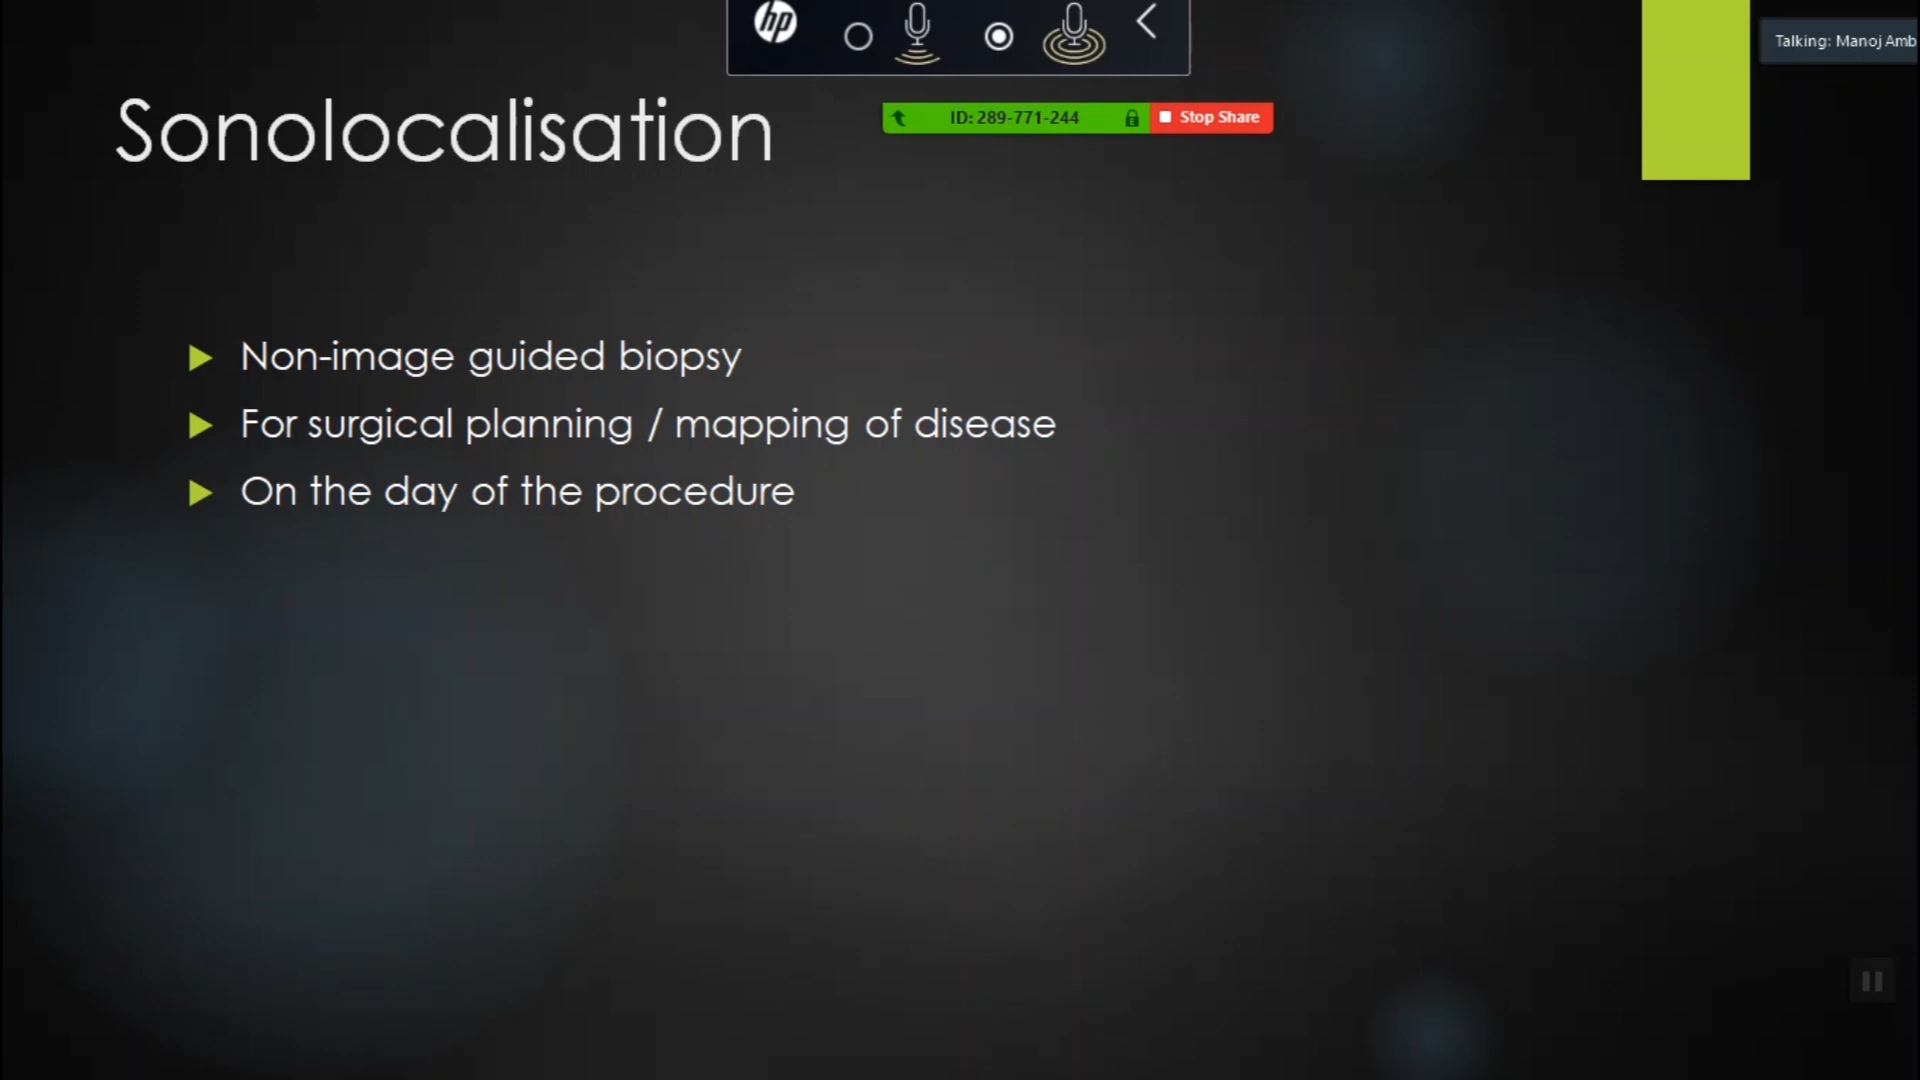 hp
Talking: Manoj Amb
ID: 289-771-244
Stop Share
Sonolocalisation
Non-image guided biopsy
For surgical planning / mapping of disease
On the day of the procedure